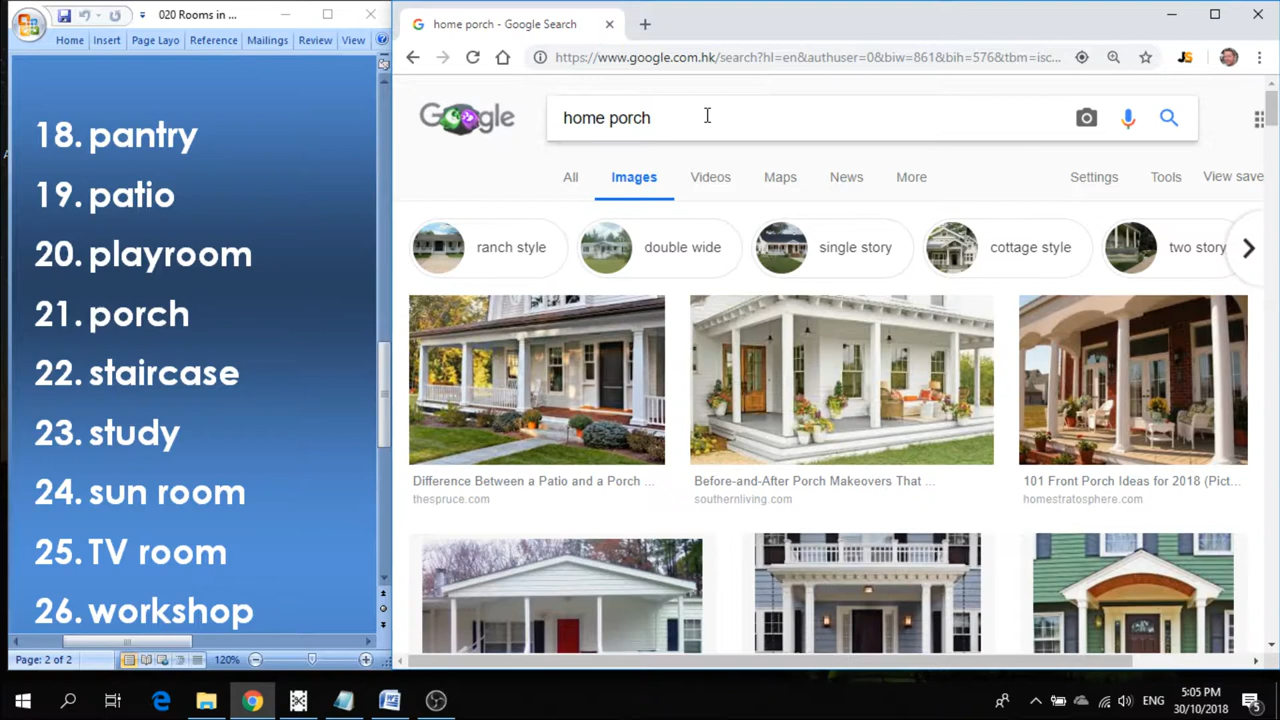 020 Rooms in ...
Home Insert Page Layo Reference Mailings Review View
18. pantry
19. patio
20. playroom
21. porch
22. staircase
23. study
24. sun room
25. TV room
26. workshop
Page: 2 of 2
120%
home porch - Google Search
https://www.google.com.hk/search?hl=en&authuser=0&biw=861&bih=576&tbm=isc...
JS
Google
home porch
All Images Videos Maps News More Settings Tools View save
ranch style double wide single story cottage style two story
Difference Between a Patio and a Porch ...
thespruce.com
Before-and-After Porch Makeovers That ...
southernliving.com
101 Front Porch Ideas for 2018 (Pict...
homestratosphere.com
ENG
5:05 PM
30/10/2018
5